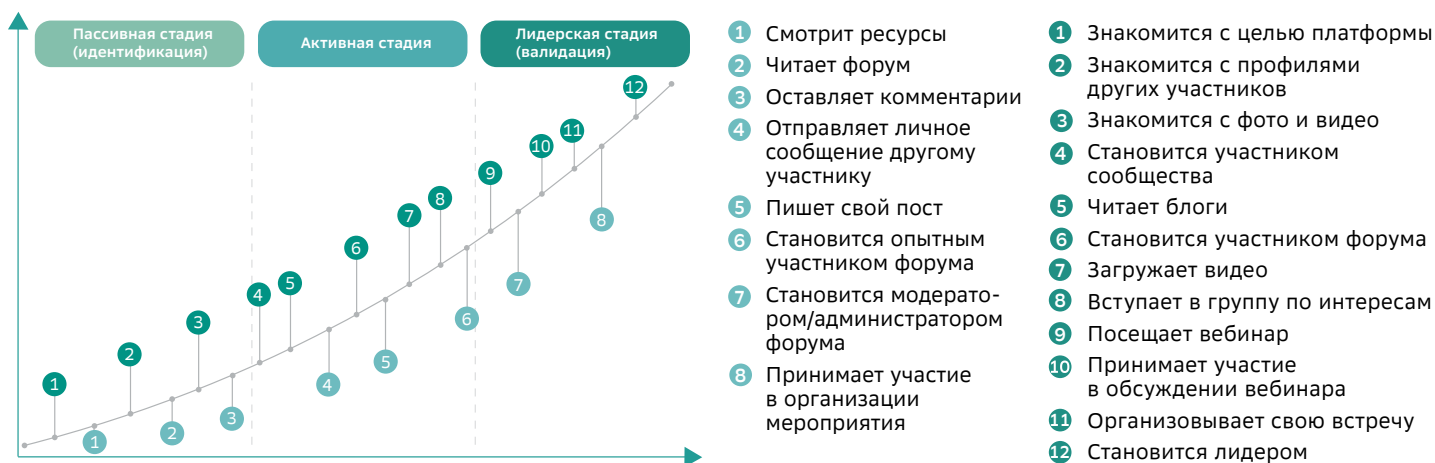 Пассивная стадия
(идентификация)
Активная стадия
Лидерская стадия
(валидация)
1
2
3
4
5
6
7
8
9
10
11
12
1
2
3
4
5
6
7
8
1 Смотрит ресурсы
2 Читает форум
3 Оставляет комментарии
4 Отправляет личное
сообщение другому
участнику
5 Пишет свой пост
6 Становится опытным
участником форума
7 Становится модерато-
ром/администратором
форума
8 Принимает участие
в организации
мероприятия
1 Знакомится с целью платформы
2 Знакомится с профилями
других участников
3 Знакомится с фото и видео
4 Становится участником
сообщества
5 Читает блоги
6 Становится участником форума
7 Загружает видео
8 Вступает в группу по интересам
9 Посещает вебинар
10 Принимает участие
в обсуждении вебинара
11 Организовывает свою встречу
12 Становится лидером